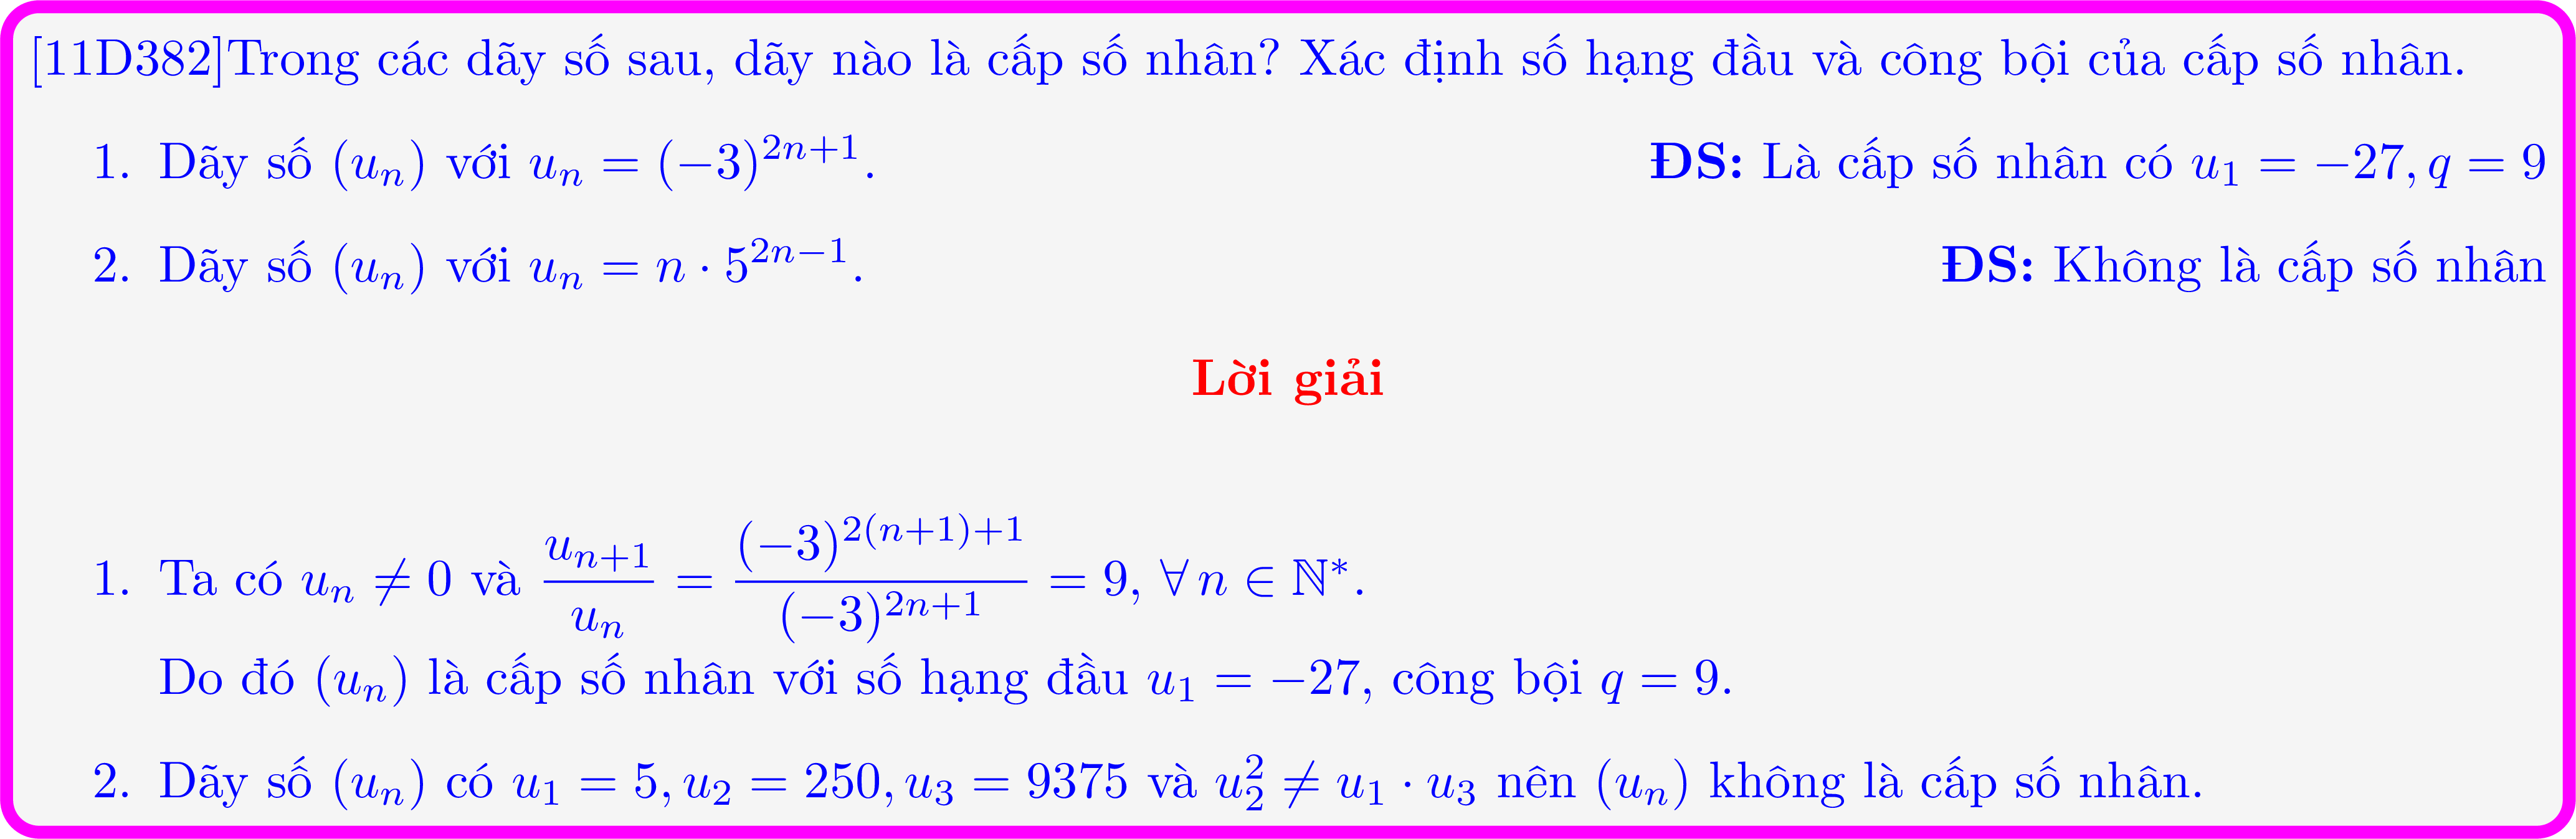 [11D382]Trong các dãy số sau, dãy nào là cấp số nhân? Xác định số hạng đầu và công bội của cấp số nhân.
1. Dãy số $(u_n)$ với $u_n = (-3)^{2n+1}$. ĐS: Là cấp số nhân có $u_1 = -27, q = 9$
2. Dãy số $(u_n)$ với $u_n = n \cdot 5^{2n-1}$. ĐS: Không là cấp số nhân
Lời giải
1. Ta có $u_n \neq 0$ và $\dfrac{u_{n+1}}{u_n} = \dfrac{(-3)^{2(n+1)+1}}{(-3)^{2n+1}} = 9, \forall n \in \mathbb{N}^*$.
Do đó $(u_n)$ là cấp số nhân với số hạng đầu $u_1 = -27$, công bội $q = 9$.
2. Dãy số $(u_n)$ có $u_1 = 5, u_2 = 250, u_3 = 9375$ và $u_2^2 \neq u_1 \cdot u_3$ nên $(u_n)$ không là cấp số nhân.